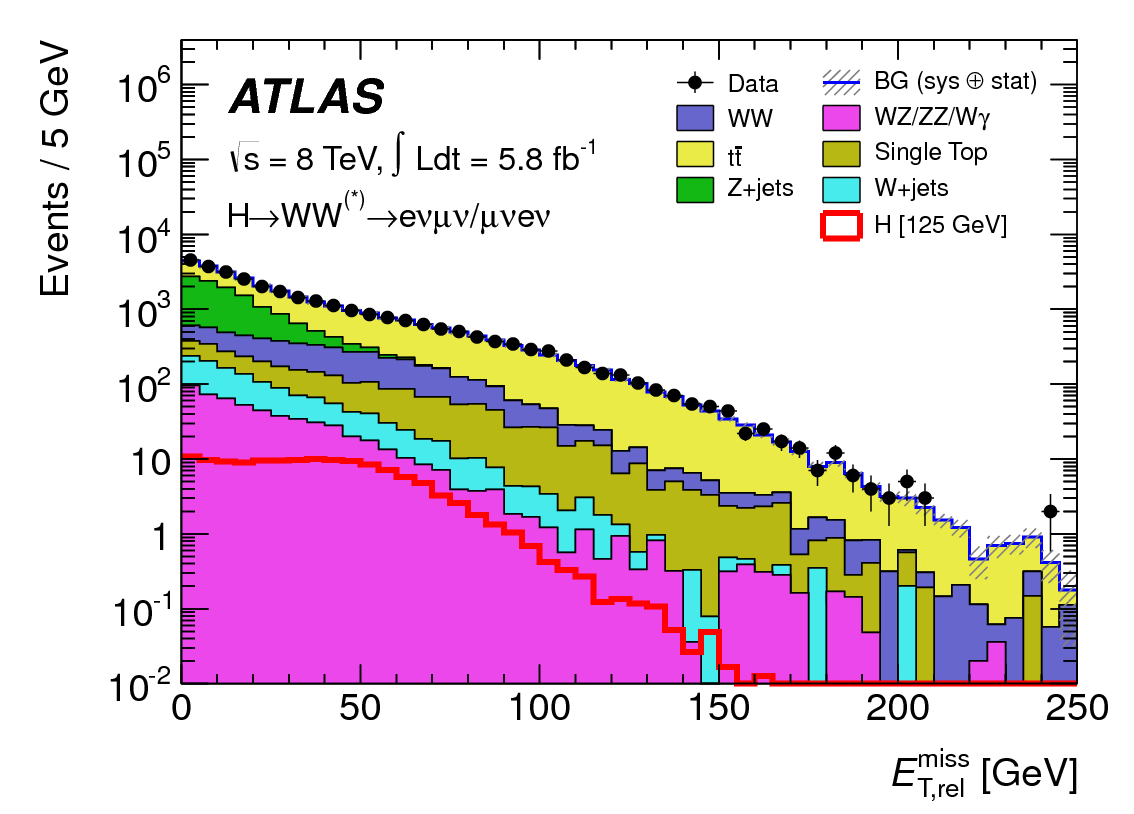 Events / 5 GeV
10⁶
10⁵
10⁴
10³
10²
10
1
10⁻¹
10⁻²
ATLAS
√s = 8 TeV, ∫ Ldt = 5.8 fb⁻¹
H→WW⁽*⁾→eνμν/μνeν
Data
WW
tt̄
Z+jets
BG (sys ⊕ stat)
WZ/ZZ/Wγ
Single Top
W+jets
H [125 GeV]
0 50 100 150 200 250
E_T,rel^miss [GeV]